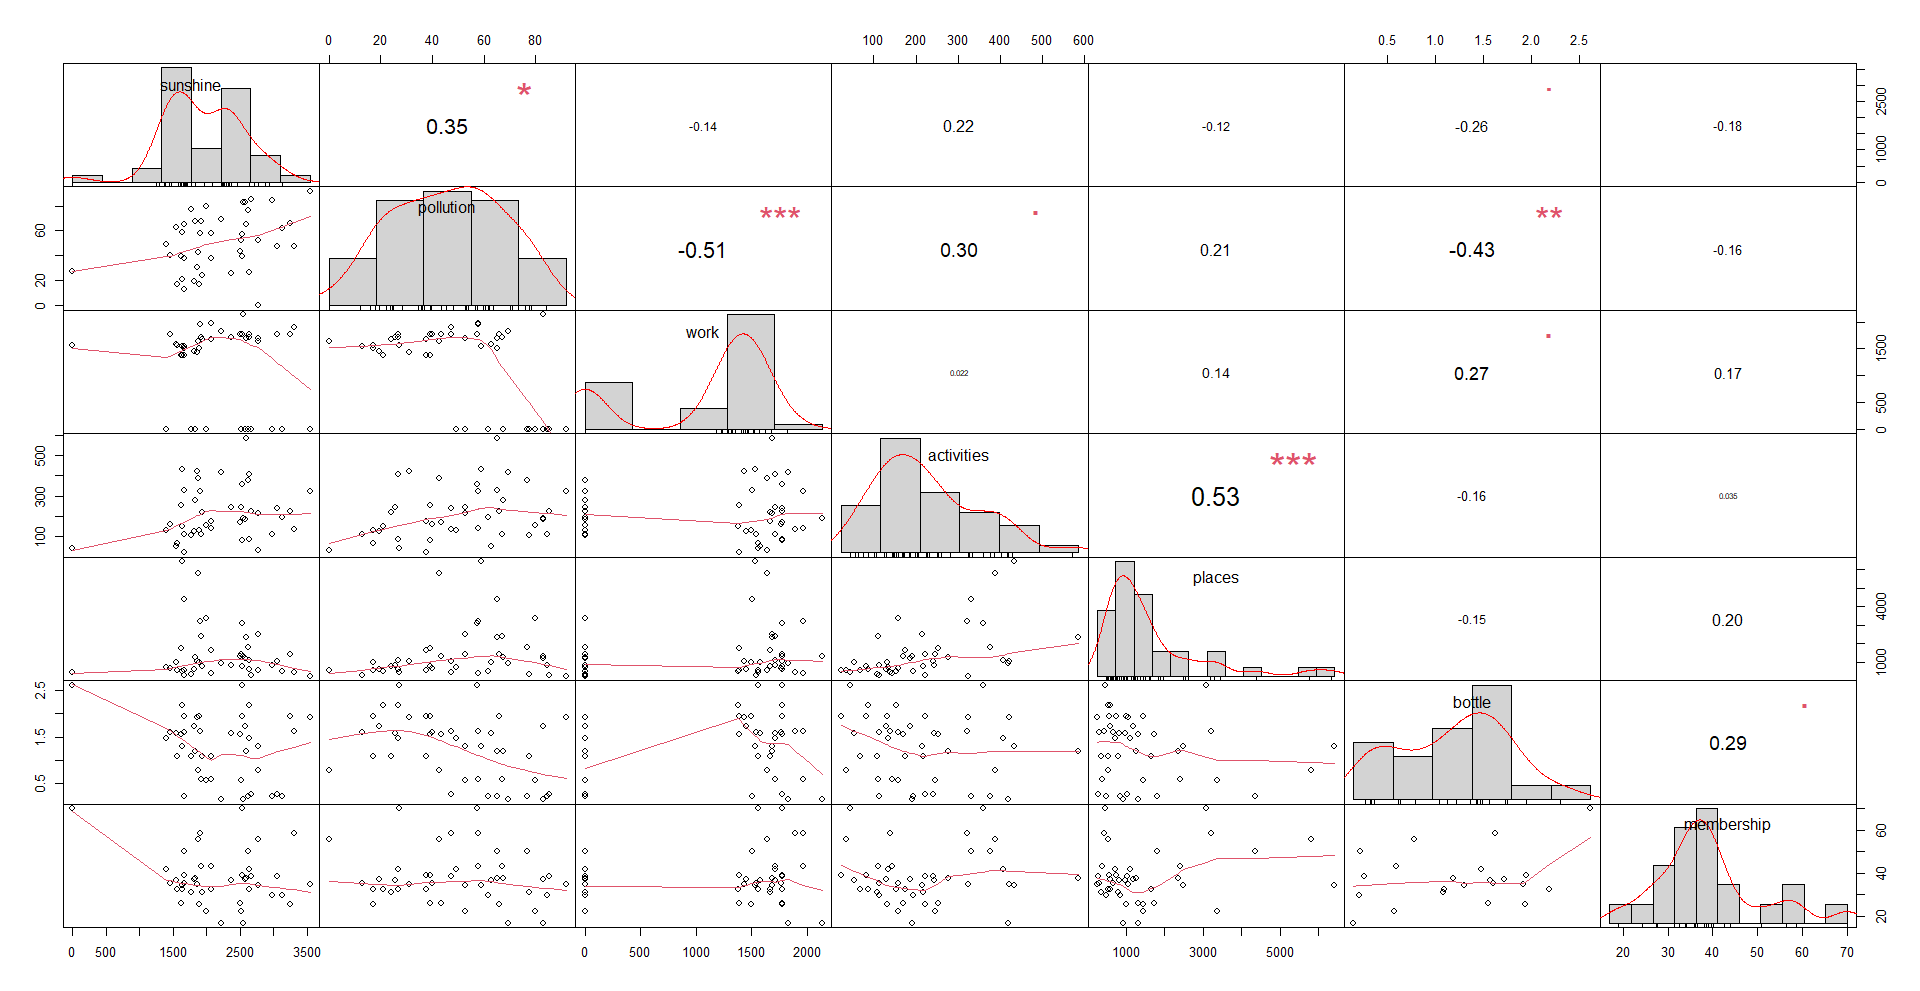 0 20 40 60 80 100 200 300 400 500 600 0.5 1.0 1.5 2.0 2.5
sunshine * 0.35 -0.14 0.22 -0.12 . -0.26 -0.18 0 1000 2500
0 20 60 pollution *** -0.51 . 0.30 0.21 ** -0.43 -0.16
work 0.022 0.14 . 0.27 0.17 0 500 1500
100 300 500 activities *** 0.53 -0.16 0.035
places -0.15 0.20 1000 4000
0.5 1.5 2.5 bottle . 0.29
membership 20 40 60
0 500 1500 2500 3500 0 500 1000 1500 2000 1000 3000 5000 20 30 40 50 60 70